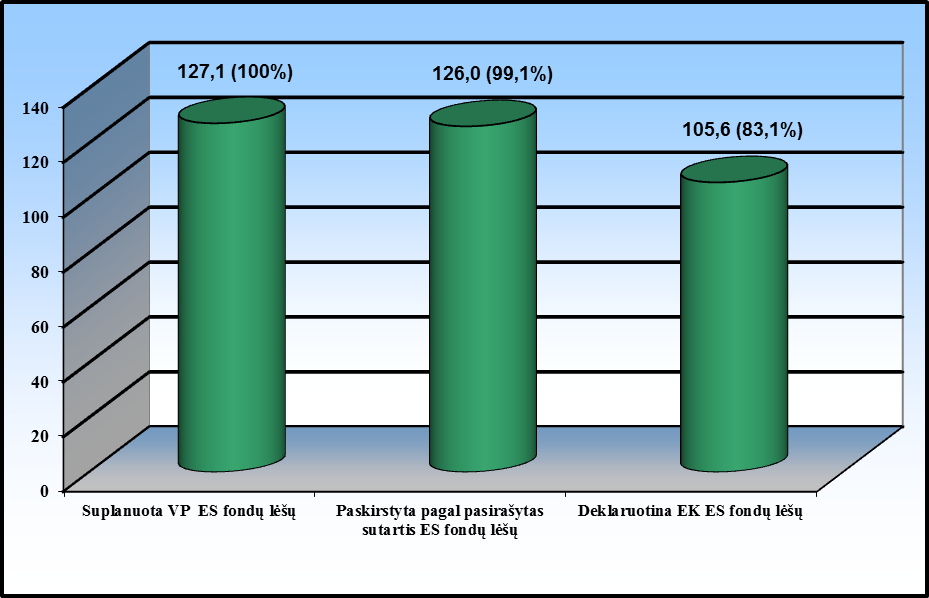 127,1 (100%)
126,0 (99,1%)
105,6 (83,1%)
140
120
100
80
60
40
20
0
Suplanuota VP ES fondų lėšų
Paskirstyta pagal pasirašytas
sutartis ES fondų lėšų
Deklaruotina EK ES fondų lėšų